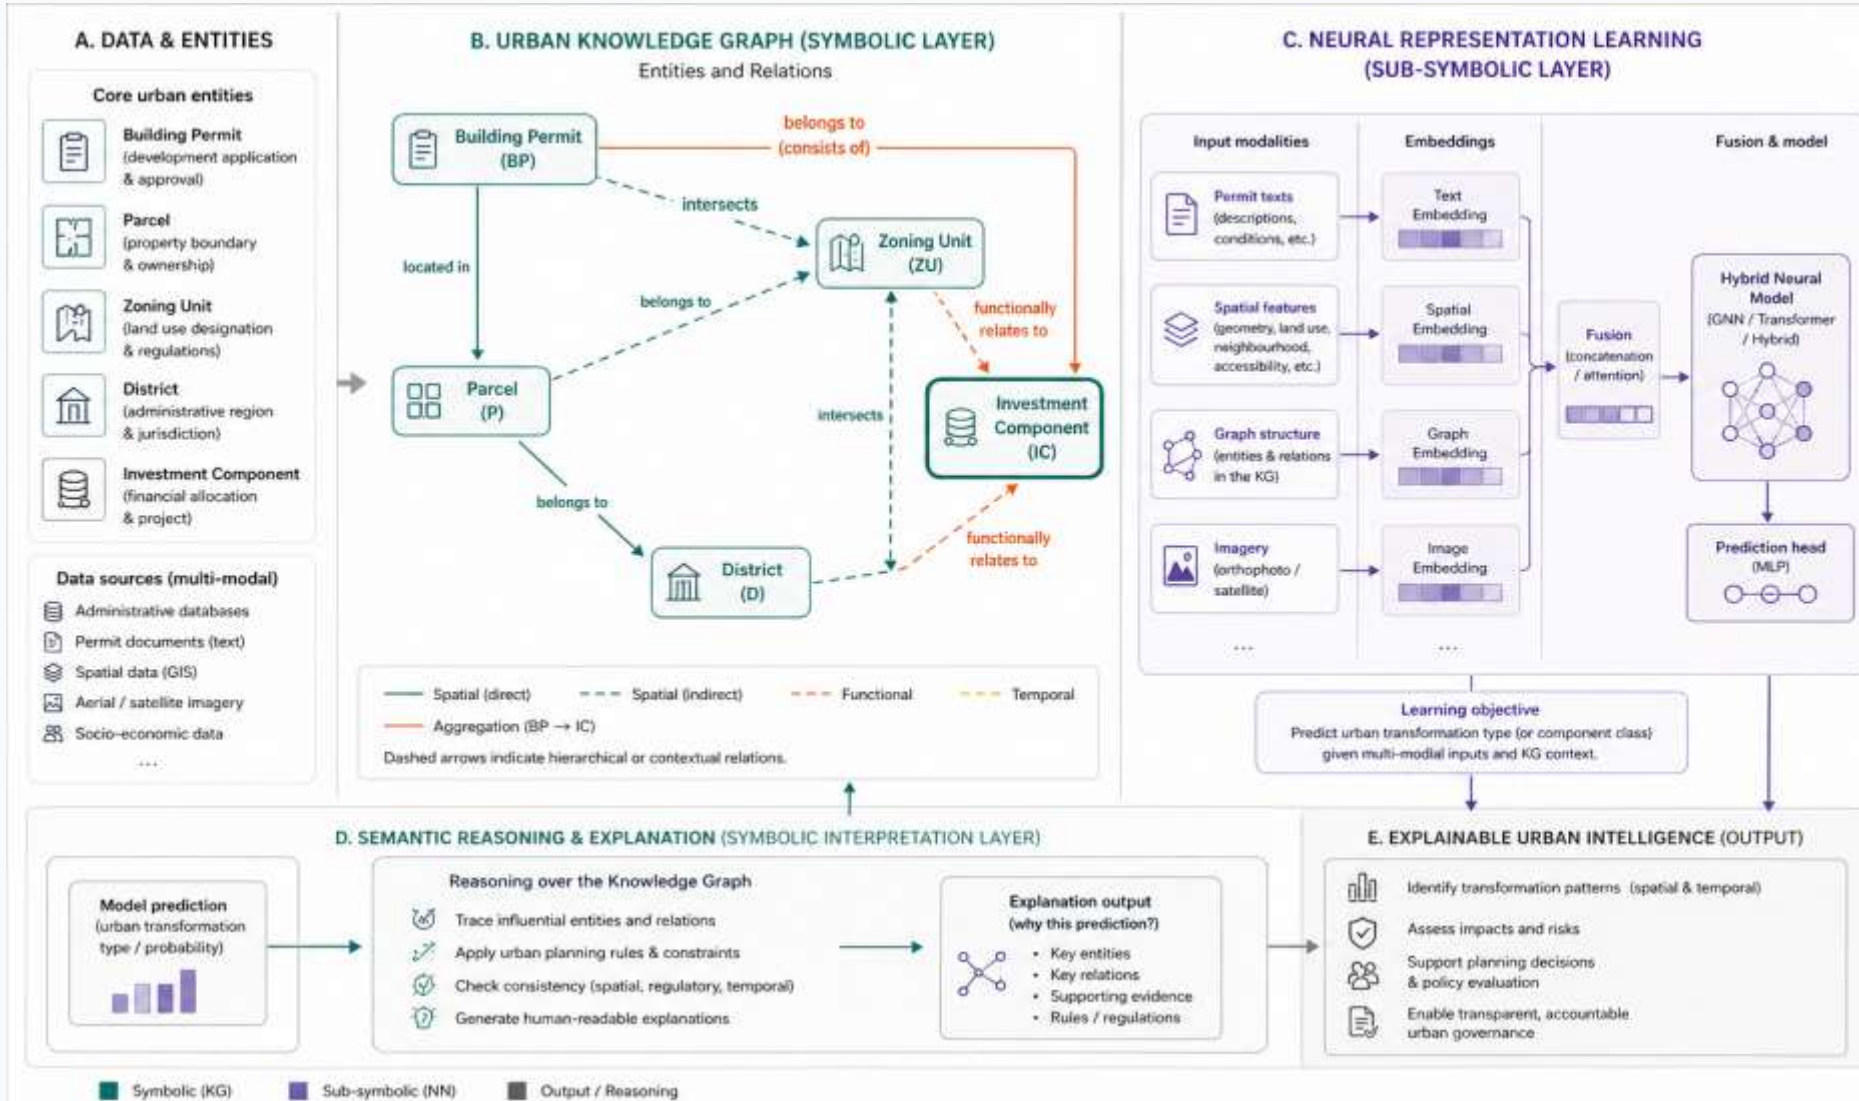 A. DATA & ENTITIES
Core urban entities
Building Permit
(development application
& approval)
Parcel
(property boundary
& ownership)
Zoning Unit
(land use designation
& regulations)
District
(administrative region
& jurisdiction)
Investment Component
(financial allocation
& project)
Data sources (multi-modal)
Administrative databases
Permit documents (text)
Spatial data (GIS)
Aerial / satellite imagery
Socio-economic data
...
B. URBAN KNOWLEDGE GRAPH (SYMBOLIC LAYER)
Entities and Relations
Building Permit
(BP)
belongs to
(consists of)
intersects
Zoning Unit
(ZU)
located in
belongs to
functionally
relates to
Parcel
(P)
intersects
Investment
Component
(IC)
belongs to
functionally
relates to
District
(D)
Spatial (direct)
Spatial (indirect)
Functional
Temporal
Aggregation (BP → IC)
Dashed arrows indicate hierarchical or contextual relations.
C. NEURAL REPRESENTATION LEARNING
(SUB-SYMBOLIC LAYER)
Input modalities
Embeddings
Fusion & model
Permit texts
(descriptions,
conditions, etc.)
Text
Embedding
Spatial features
(geometry, land use,
neighbourhood,
accessibility, etc.)
Spatial
Embedding
Graph structure
(entities & relations
in the KG)
Graph
Embedding
Imagery
(orthophoto /
satellite)
Image
Embedding
...
...
Fusion
(concatenation
/ attention)
Hybrid Neural
Model
(GNN / Transformer
/ Hybrid)
Prediction head
(MLP)
Learning objective
Predict urban transformation type (or component class)
given multi-modlal inputs and KG context.
D. SEMANTIC REASONING & EXPLANATION (SYMBOLIC INTERPRETATION LAYER)
Model prediction
(urban transformation
type / probability)
Reasoning over the Knowledge Graph
Trace influential entities and relations
Apply urban planning rules & constraints
Check consistency (spatial, regulatory, temporal)
Generate human-readable explanations
Explanation output
(why this prediction?)
• Key entities
• Key relations
• Supporting evidence
• Rules / regulations
E. EXPLAINABLE URBAN INTELLIGENCE (OUTPUT)
Identify transformation patterns (spatial & temporal)
Assess impacts and risks
Support planning decisions
& policy evaluation
Enable transparent, accountable
urban governance
Symbolic (KG)
Sub-symbolic (NN)
Output / Reasoning